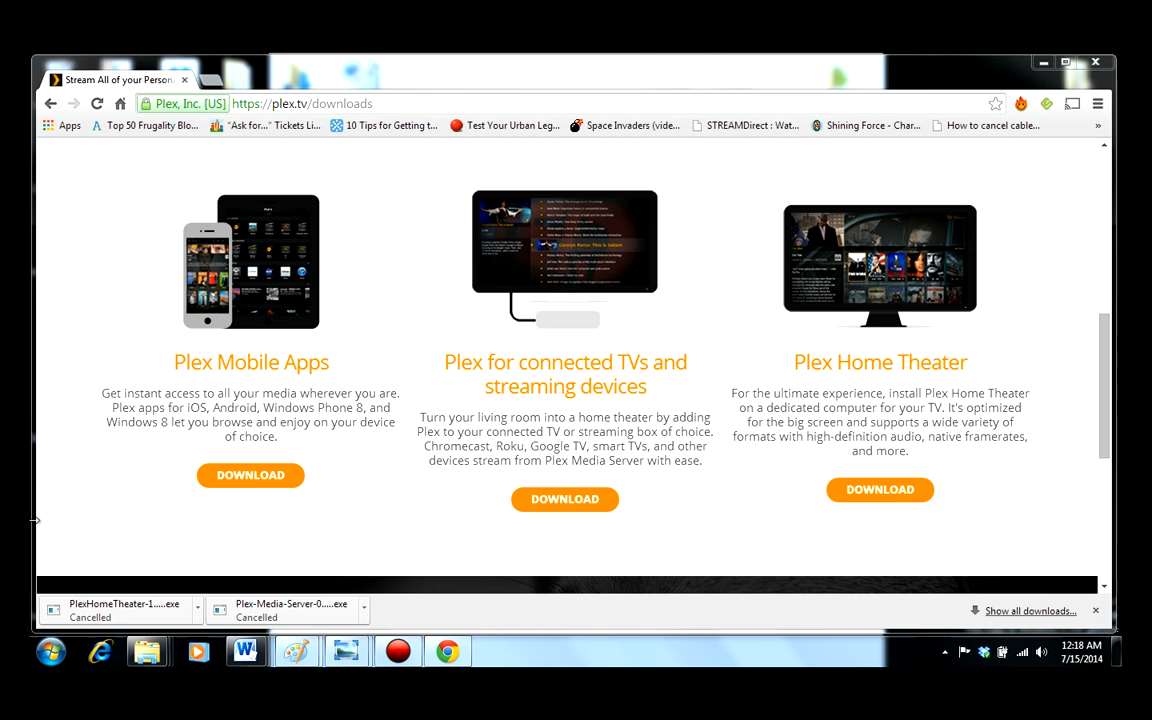 Stream All of your Person
Plex, Inc. [US] https://plex.tv/downloads
Apps Top 50 Frugality Blo... "Ask for..." Tickets Li... 10 Tips for Getting t... Test Your Urban Leg... Space Invaders (vide... STREAMDirect : Wat... Shining Force - Char... How to cancel cable... »
Plex Mobile Apps
Get instant access to all your media wherever you are.
Plex apps for iOS, Android, Windows Phone 8, and
Windows 8 let you browse and enjoy on your device
of choice.
DOWNLOAD
Plex for connected TVs and
streaming devices
Turn your living room into a home theater by adding
Plex to your connected TV or streaming box of choice.
Chromecast, Roku, Google TV, smart TVs, and other
devices stream from Plex Media Server with ease.
DOWNLOAD
Plex Home Theater
For the ultimate experience, install Plex Home Theater
on a dedicated computer for your TV. It's optimized
for the big screen and supports a wide variety of
formats with high-definition audio, native framerates,
and more.
DOWNLOAD
PlexHomeTheater-1.....exe
Cancelled
Plex-Media-Server-0.....exe
Cancelled
Show all downloads...
12:18 AM
7/15/2014